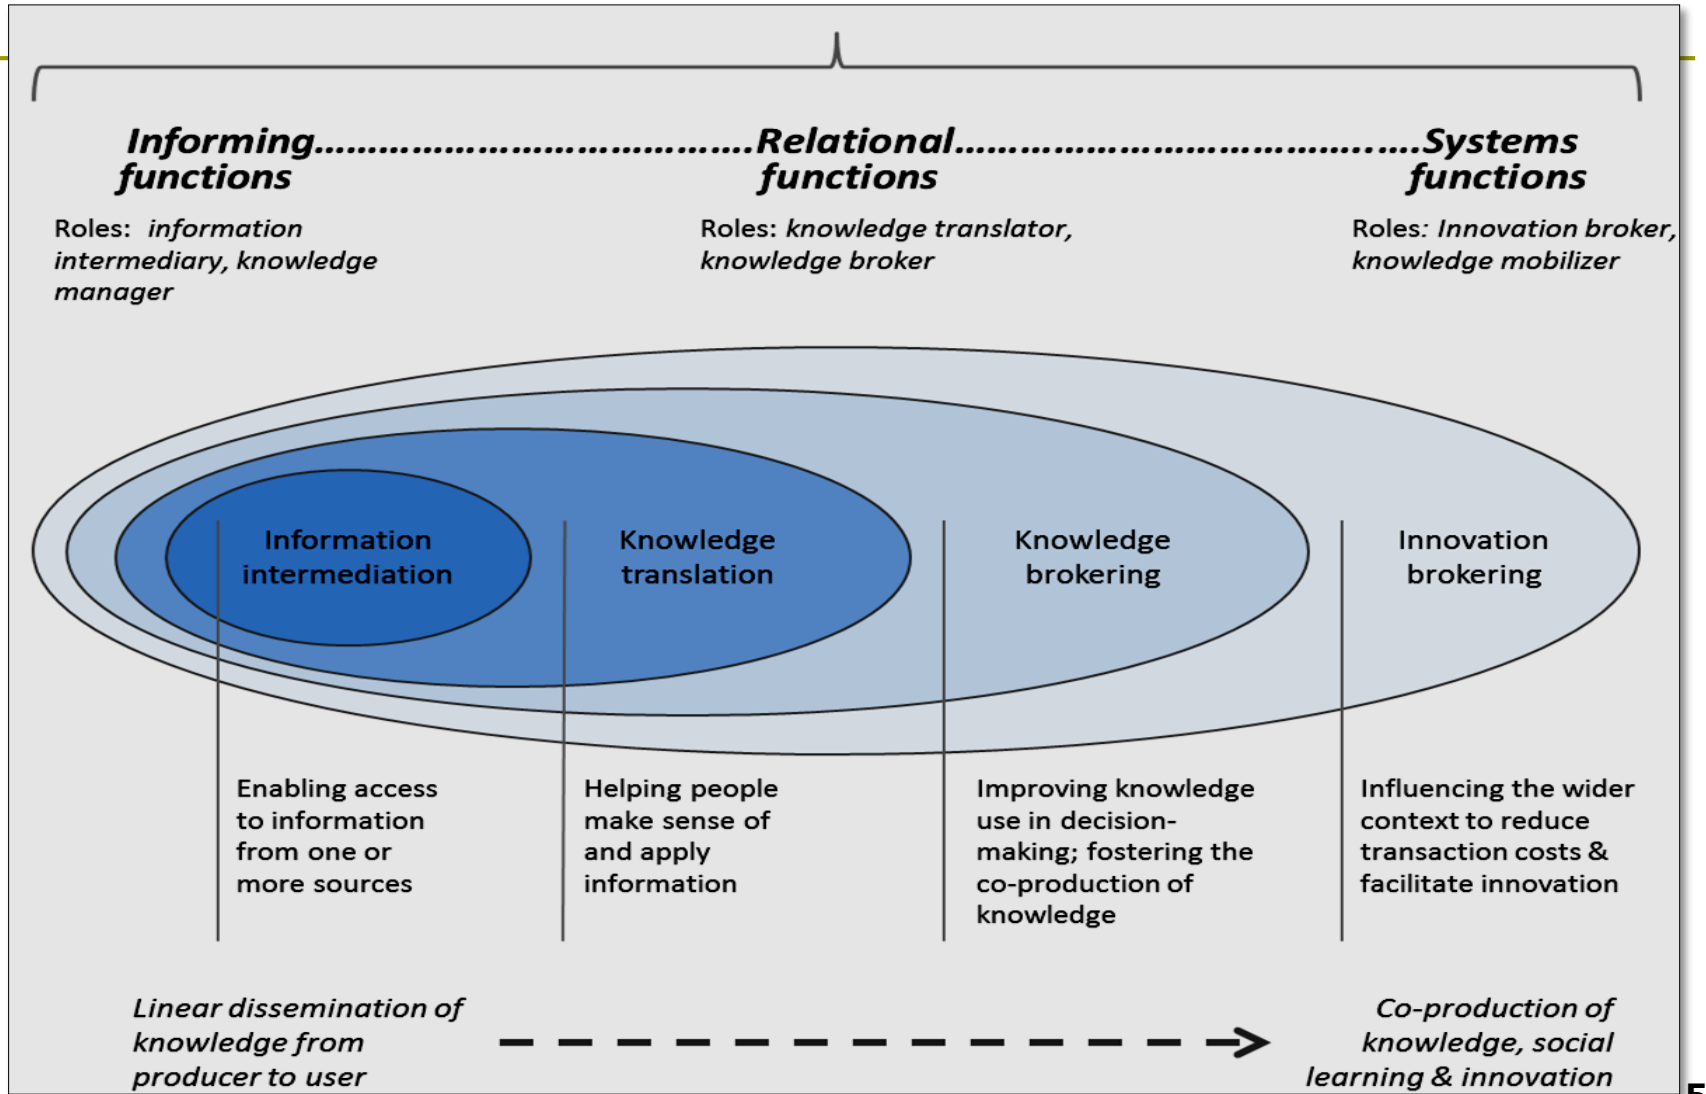 Informing……………………………………Relational…………………………………..….Systems
functions functions functions
Roles: information
intermediary, knowledge
manager
Roles: knowledge translator,
knowledge broker
Roles: Innovation broker,
knowledge mobilizer
Information
intermediation
Knowledge
translation
Knowledge
brokering
Innovation
brokering
Enabling access
to information
from one or
more sources
Helping people
make sense of
and apply
information
Improving knowledge
use in decision-
making; fostering the
co-production of
knowledge
Influencing the wider
context to reduce
transaction costs &
facilitate innovation
Linear dissemination of
knowledge from
producer to user
Co-production of
knowledge, social
learning & innovation